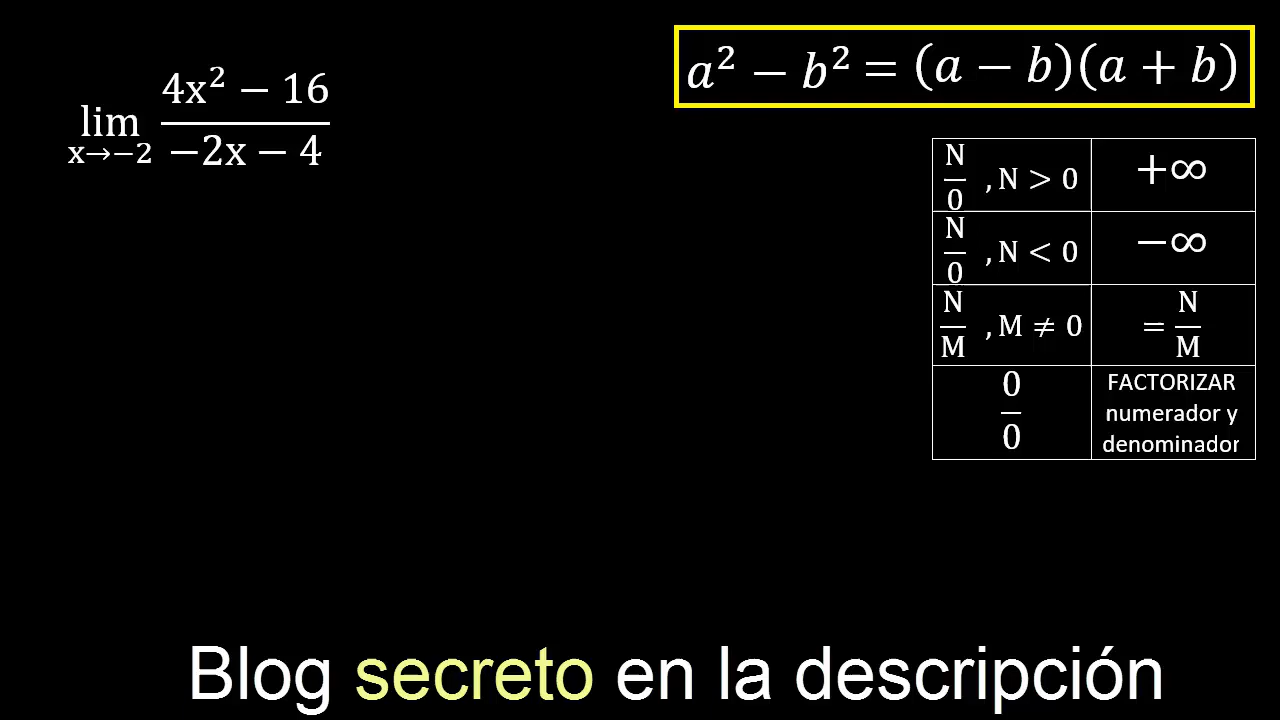 lim x→−2 4x² − 16 / −2x − 4
a² − b² = (a − b)(a + b)
N/0 , N > 0 +∞
N/0 , N < 0 −∞
N/M , M ≠ 0 = N/M
0/0 FACTORIZAR
numerador y
denominador
Blog secreto en la descripción